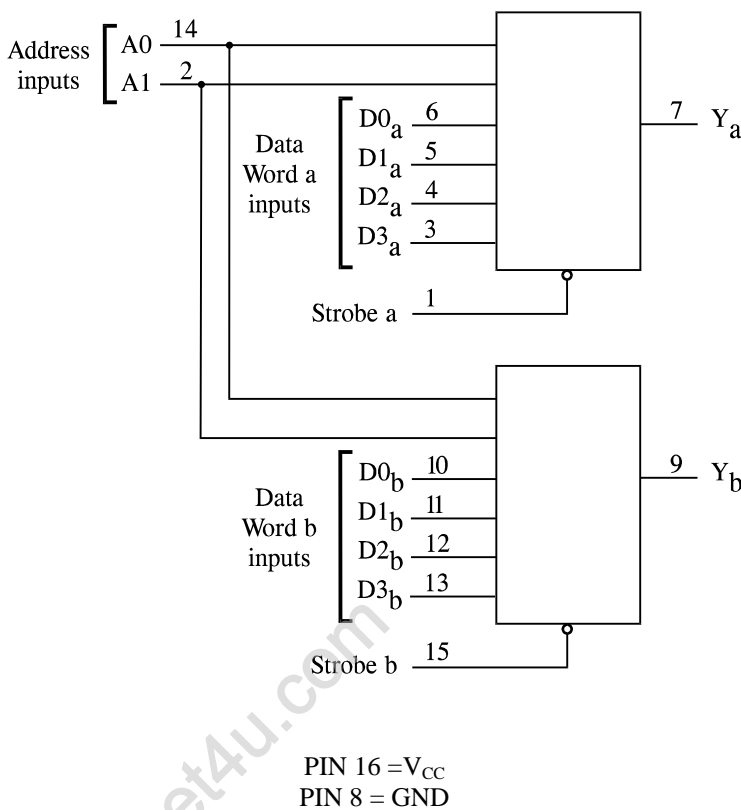 Address
inputs
A0 14
A1 2
Data
Word a
inputs
D0a 6
D1a 5
D2a 4
D3a 3
7 Ya
Strobe a 1
Data
Word b
inputs
D0b 10
D1b 11
D2b 12
D3b 13
9 Yb
Strobe b 15
PIN 16 =VCC
PIN 8 = GND
et4u.com